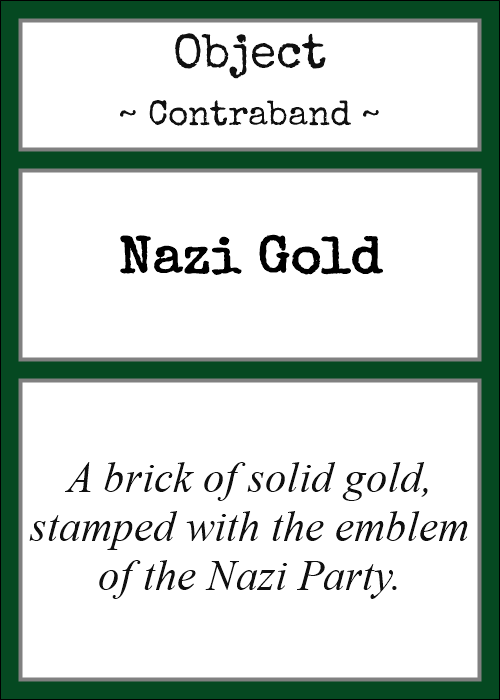 Object
~ Contraband ~
Nazi Gold
A brick of solid gold,
stamped with the emblem
of the Nazi Party.